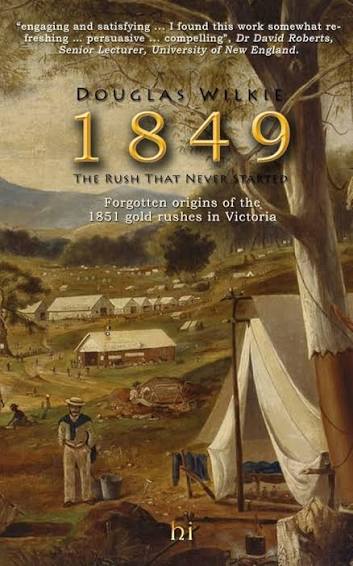 “engaging and satisfying ... I found this work somewhat re-
freshing ... persuasive ... compelling”, Dr David Roberts,
Senior Lecturer, University of New England.
Douglas Wilkie
1849
The Rush That Never Started
Forgotten origins of the
1851 gold rushes in Victoria
hi